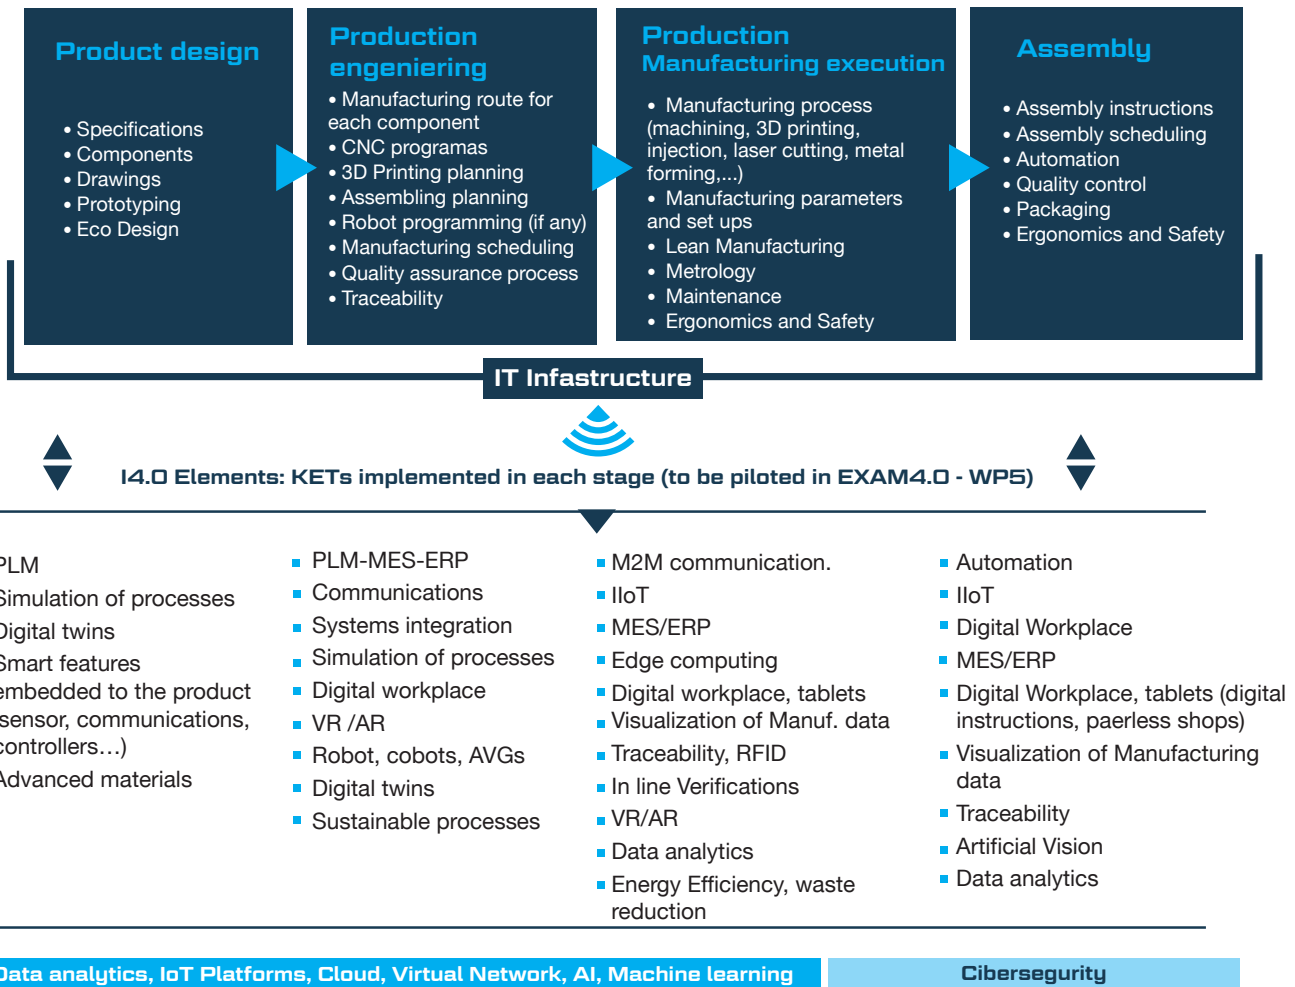 Product design
• Specifications
• Components
• Drawings
• Prototyping
• Eco Design
Production
engeniering
• Manufacturing route for
each component
• CNC programas
• 3D Printing planning
• Assembling planning
• Robot programming (if any)
• Manufacturing scheduling
• Quality assurance process
• Traceability
Production
Manufacturing execution
• Manufacturing process
(machining, 3D printing,
injection, laser cutting, metal
forming,...)
• Manufacturing parameters
and set ups
• Lean Manufacturing
• Metrology
• Maintenance
• Ergonomics and Safety
Assembly
• Assembly instructions
• Assembly scheduling
• Automation
• Quality control
• Packaging
• Ergonomics and Safety
IT Infastructure
I4.0 Elements: KETs implemented in each stage (to be piloted in EXAM4.0 - WP5)
PLM
Simulation of processes
Digital twins
Smart features
embedded to the product
sensor, communications,
controllers…)
Advanced materials
PLM-MES-ERP
Communications
Systems integration
Simulation of processes
Digital workplace
VR /AR
Robot, cobots, AVGs
Digital twins
Sustainable processes
M2M communication.
IIoT
MES/ERP
Edge computing
Digital workplace, tablets
Visualization of Manuf. data
Traceability, RFID
In line Verifications
VR/AR
Data analytics
Energy Efficiency, waste
reduction
Automation
IIoT
Digital Workplace
MES/ERP
Digital Workplace, tablets (digital
instructions, paerless shops)
Visualization of Manufacturing
data
Traceability
Artificial Vision
Data analytics
Data analytics, IoT Platforms, Cloud, Virtual Network, AI, Machine learning
Cibersegurity